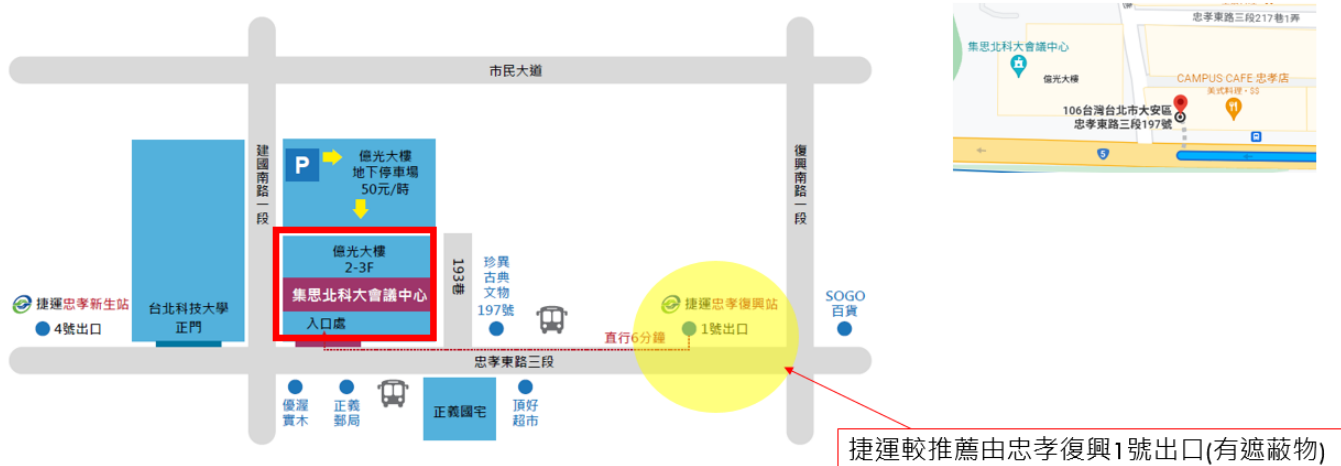 市民大道
建國南路一段
復興南路一段
P
億光大樓
地下停車場
50元/時
億光大樓
2-3F
集思北科大會議中心
入口處
193巷
珍異
古典
文物
197號
捷運忠孝新生站
4號出口
台北科技大學
正門
捷運忠孝復興站
1號出口
直行6分鐘
SOGO
百貨
忠孝東路三段
優渥
實木
正義
郵局
正義國宅
頂好
超市
捷運較推薦由忠孝復興1號出口(有遮蔽物)
忠孝東路三段217巷1弄
集思北科大會議中心
億光大樓
CAMPUS CAFE 忠孝店
美式料理・$$
106台灣台北市大安區
忠孝東路三段197號
5